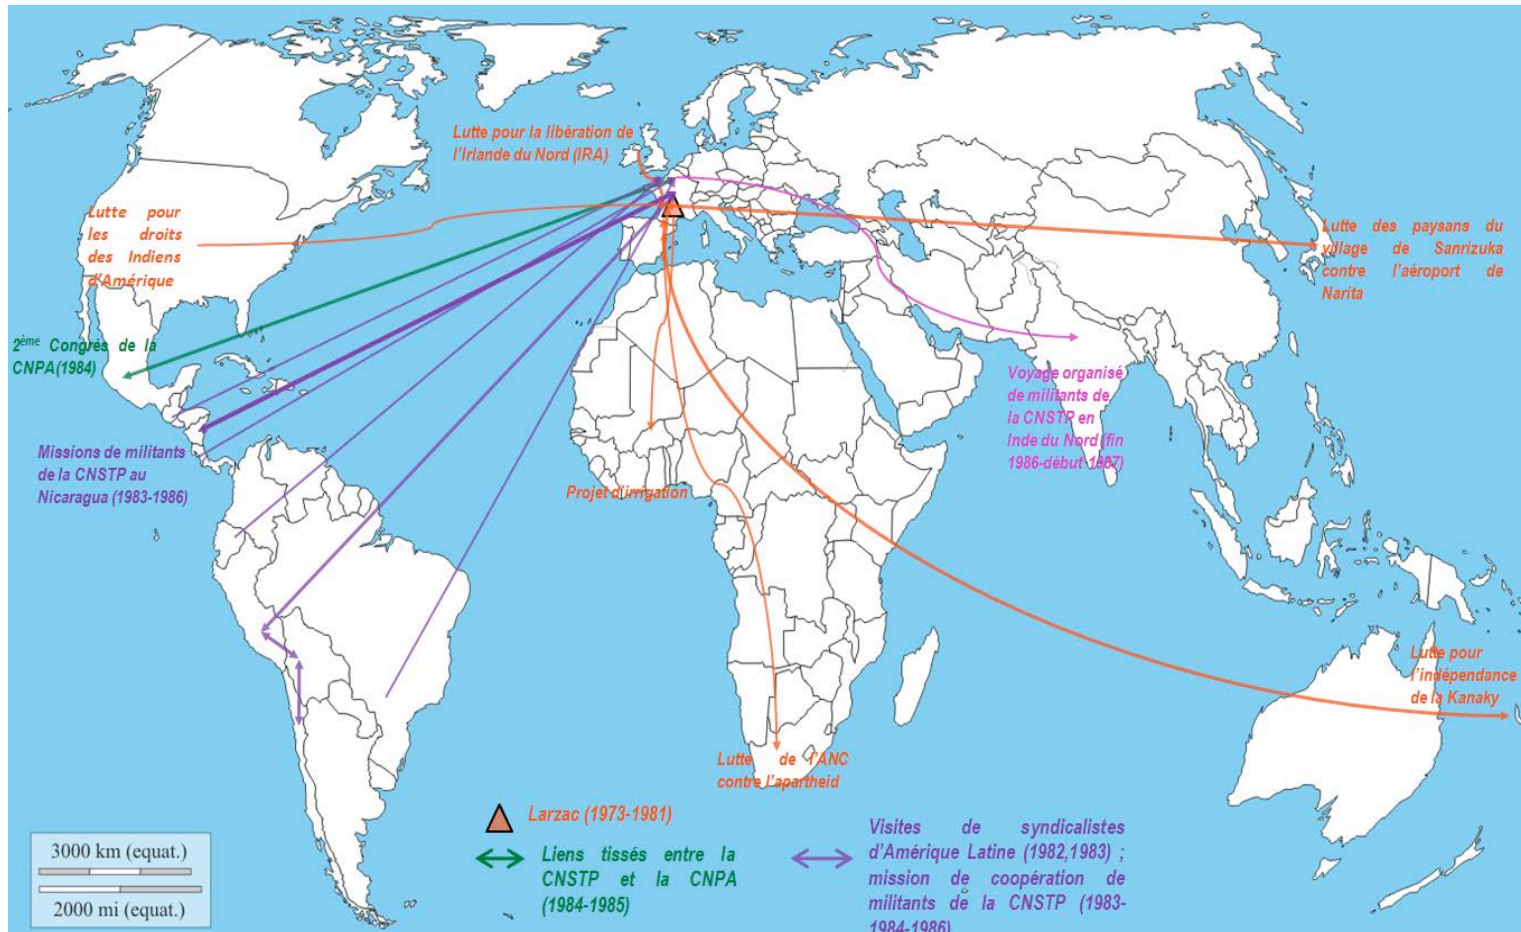 Lutte pour la libération de
l'Irlande du Nord (IRA)
Lutte pour
les droits
des Indiens
d'Amérique
Lutte des paysans du
village de Sanrizuka
contre l'aéroport de
Narita
2ème Congrès de la
CNPA(1984)
Voyage organisé
de militants de
la CNSTP en
Inde du Nord (fin
1986-début 1987)
Missions de militants
de la CNSTP au
Nicaragua (1983-1986)
Projet d'irrigation
Lutte pour
l'indépendance
de la Kanaky
Lutte de l'ANC
contre l'apartheid
Larzac (1973-1981)
Liens tissés entre la
CNSTP et la CNPA
(1984-1985)
Visites de syndicalistes
d'Amérique Latine (1982,1983) ;
mission de coopération de
militants de la CNSTP (1983-
1984-1986)
3000 km (equat.)
2000 mi (equat.)